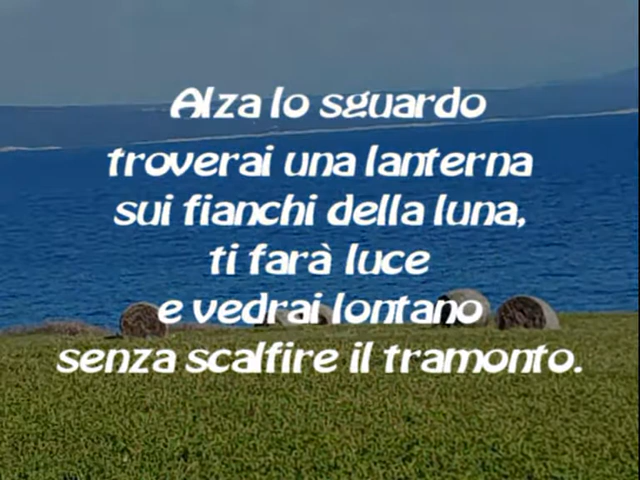 Alza lo sguardo
troverai una lanterna
sui fianchi della luna,
ti farà luce
e vedrai lontano
senza scalfire il tramonto.